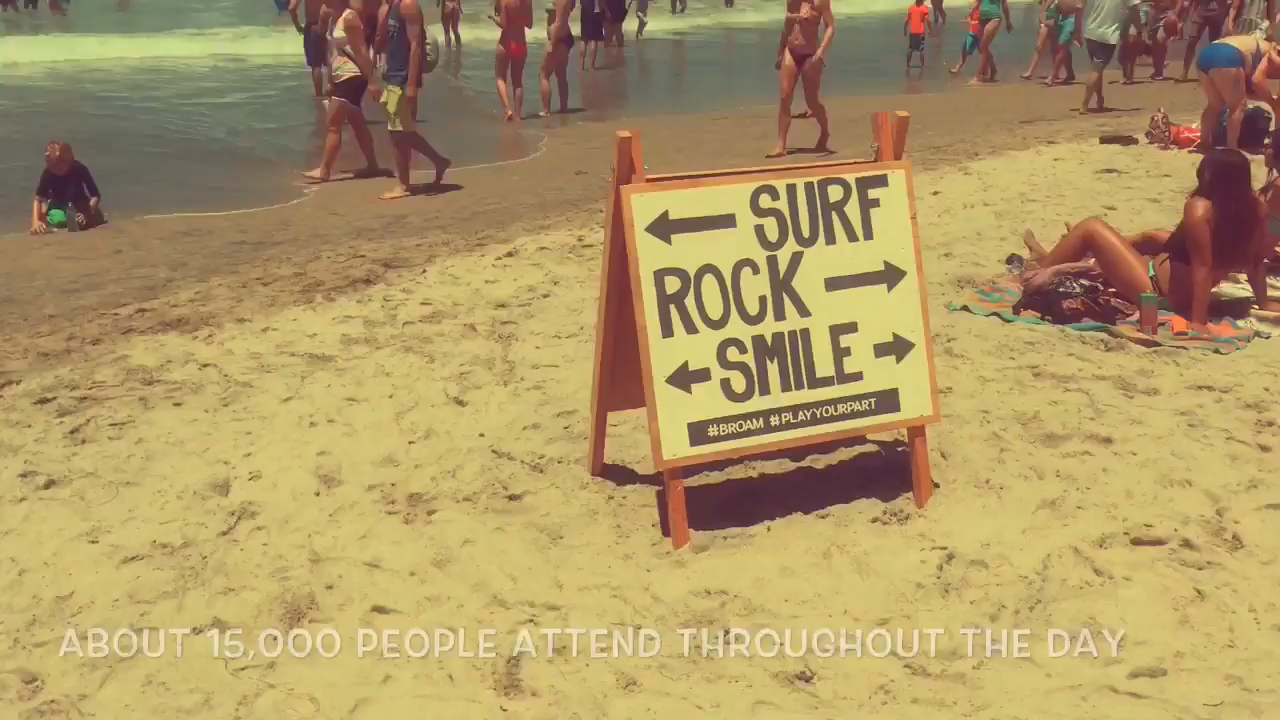 ← SURF
ROCK →
← SMILE →
#BROAM #PLAYYOURPART
ABOUT 15,000 PEOPLE ATTEND THROUGHOUT THE DAY